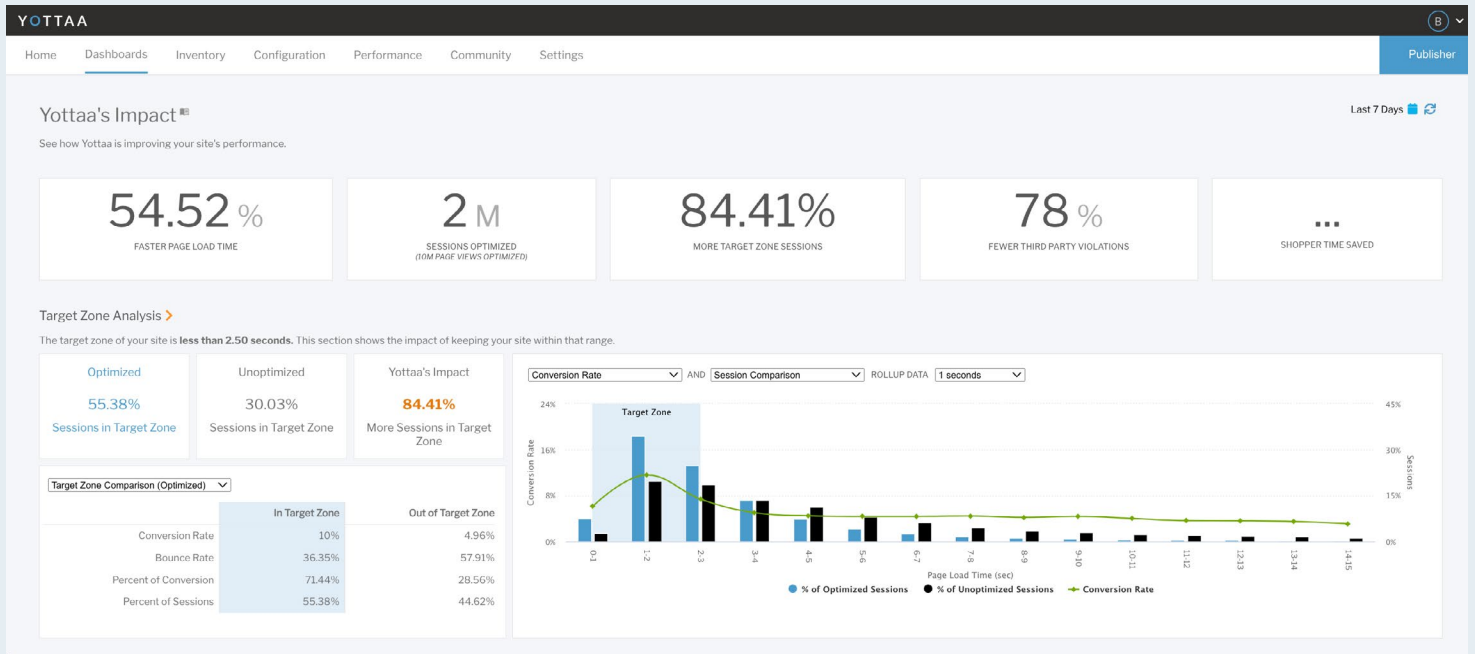 YOTTAA
B
Home Dashboards Inventory Configuration Performance Community Settings Publisher
Yottaa's Impact
Last 7 Days
See how Yottaa is improving your site's performance.
54.52 %
FASTER PAGE LOAD TIME
2 M
SESSIONS OPTIMIZED
(10M PAGE VIEWS OPTIMIZED)
84.41%
MORE TARGET ZONE SESSIONS
78 %
FEWER THIRD PARTY VIOLATIONS
...
SHOPPER TIME SAVED
Target Zone Analysis
The target zone of your site is less than 2.50 seconds. This section shows the impact of keeping your site within that range.
Optimized
55.38%
Sessions in Target Zone
Unoptimized
30.03%
Sessions in Target Zone
Yottaa's Impact
84.41%
More Sessions in Target
Zone
Target Zone Comparison (Optimized)
In Target Zone Out of Target Zone
Conversion Rate 10% 4.96%
Bounce Rate 36.35% 57.91%
Percent of Conversion 71.44% 28.56%
Percent of Sessions 55.38% 44.62%
Conversion Rate AND Session Comparison ROLLUP DATA 1 seconds
Target Zone
Conversion Rate
24%
16%
8%
0%
45%
30%
15%
0%
Sessions
0-1 1-2 2-3 3-4 4-5 5-6 6-7 7-8 8-9 9-10 10-11 11-12 12-13 13-14 14-15
Page Load Time (sec)
% of Optimized Sessions % of Unoptimized Sessions Conversion Rate